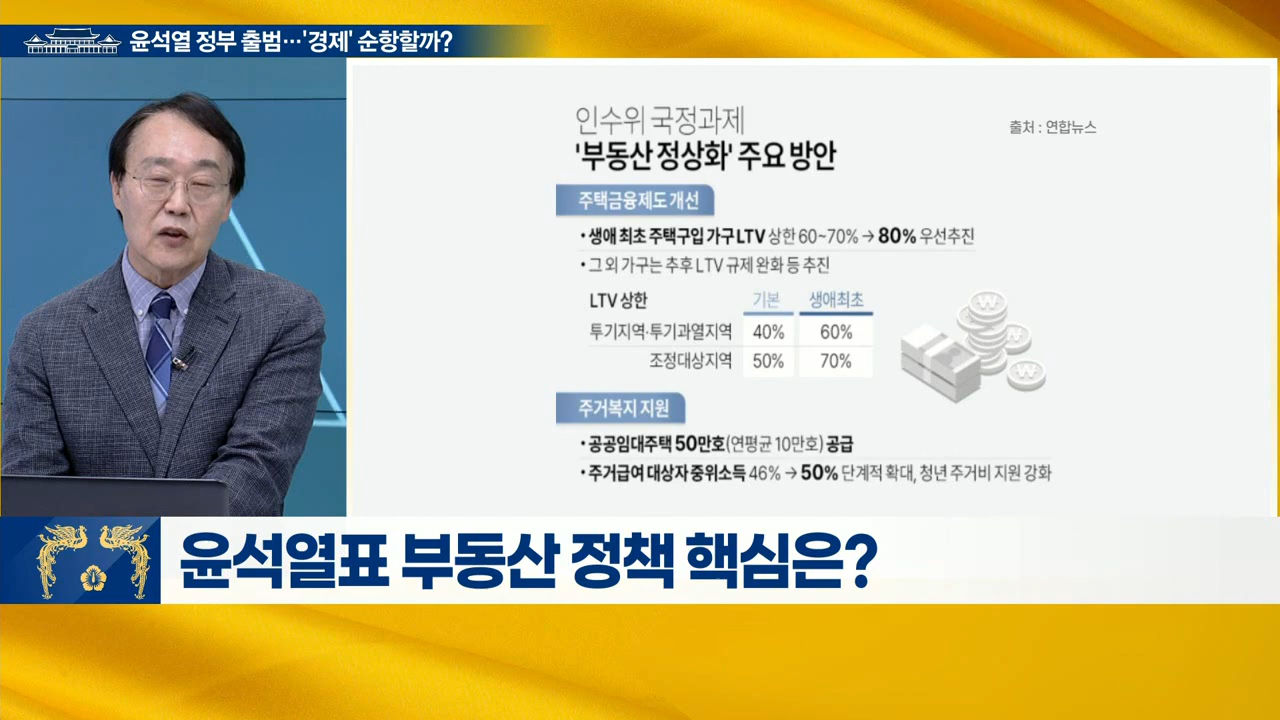 윤석열 정부 출범…'경제' 순항할까?
인수위 국정과제
출처 : 연합뉴스
'부동산 정상화' 주요 방안
주택금융제도 개선
• 생애 최초 주택구입 가구 LTV 상한 60~70% → 80% 우선추진
• 그 외 가구는 추후 LTV 규제 완화 등 추진
LTV 상한 기본 생애최초
투기지역·투기과열지역 40% 60%
조정대상지역 50% 70%
주거복지 지원
• 공공임대주택 50만호(연평균 10만호) 공급
• 주거급여 대상자 중위소득 46% → 50% 단계적 확대, 청년 주거비 지원 강화
윤석열표 부동산 정책 핵심은?